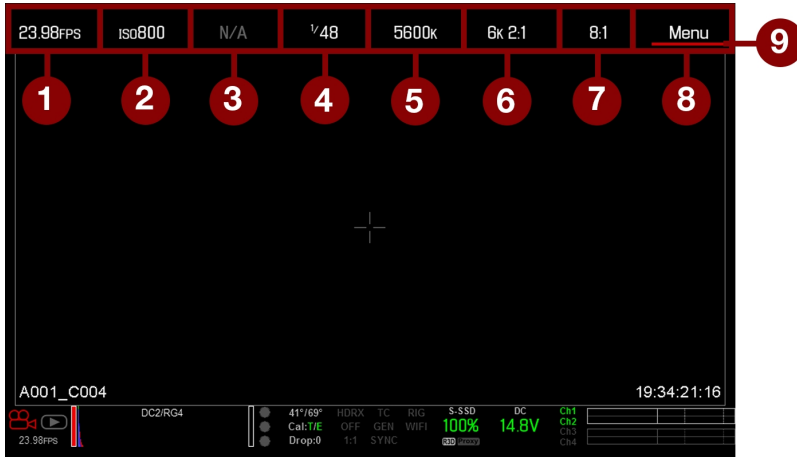 23.98FPS ISO800 N/A 1/48 5600K 6K 2:1 8:1 Menu
9
1 2 3 4 5 6 7 8
A001_C004 19:34:21:16
DC2/RG4 41°/69° HDRX TC RIG S-SSD DC Ch1
Cal:T/E OFF GEN WIFI 100% 14.8V Ch2
23.98FPS Drop:0 1:1 SYNC R3D Proxy Ch3
Ch4